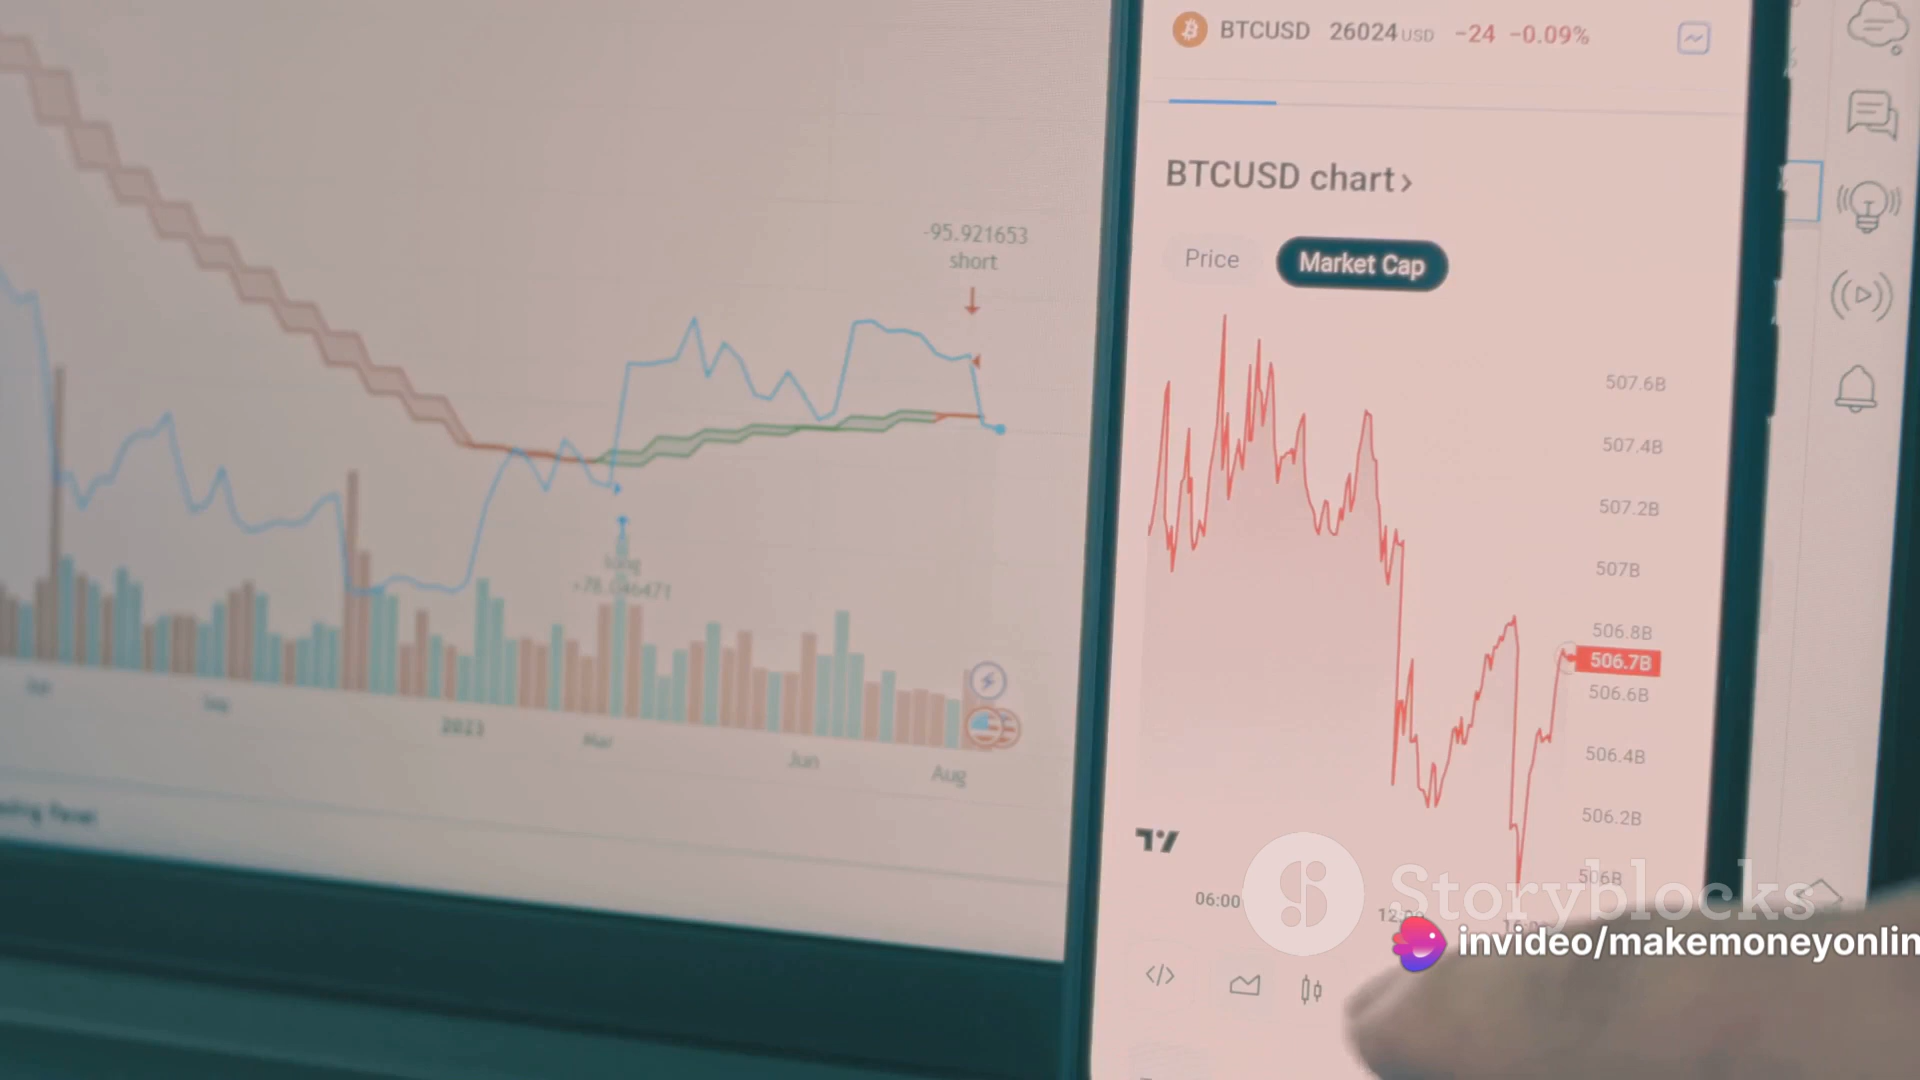 BTCUSD 26024 USD −24 −0.09%
BTCUSD chart›
Price Market Cap
-95.921653
short
507.6B
507.4B
507.2B
507B
506.8B
506.7B
506.6B
506.4B
506.2B
506B
06:00
2023
Mar
Jun
Aug
Storyblocks
invideo/makemoneyonlin